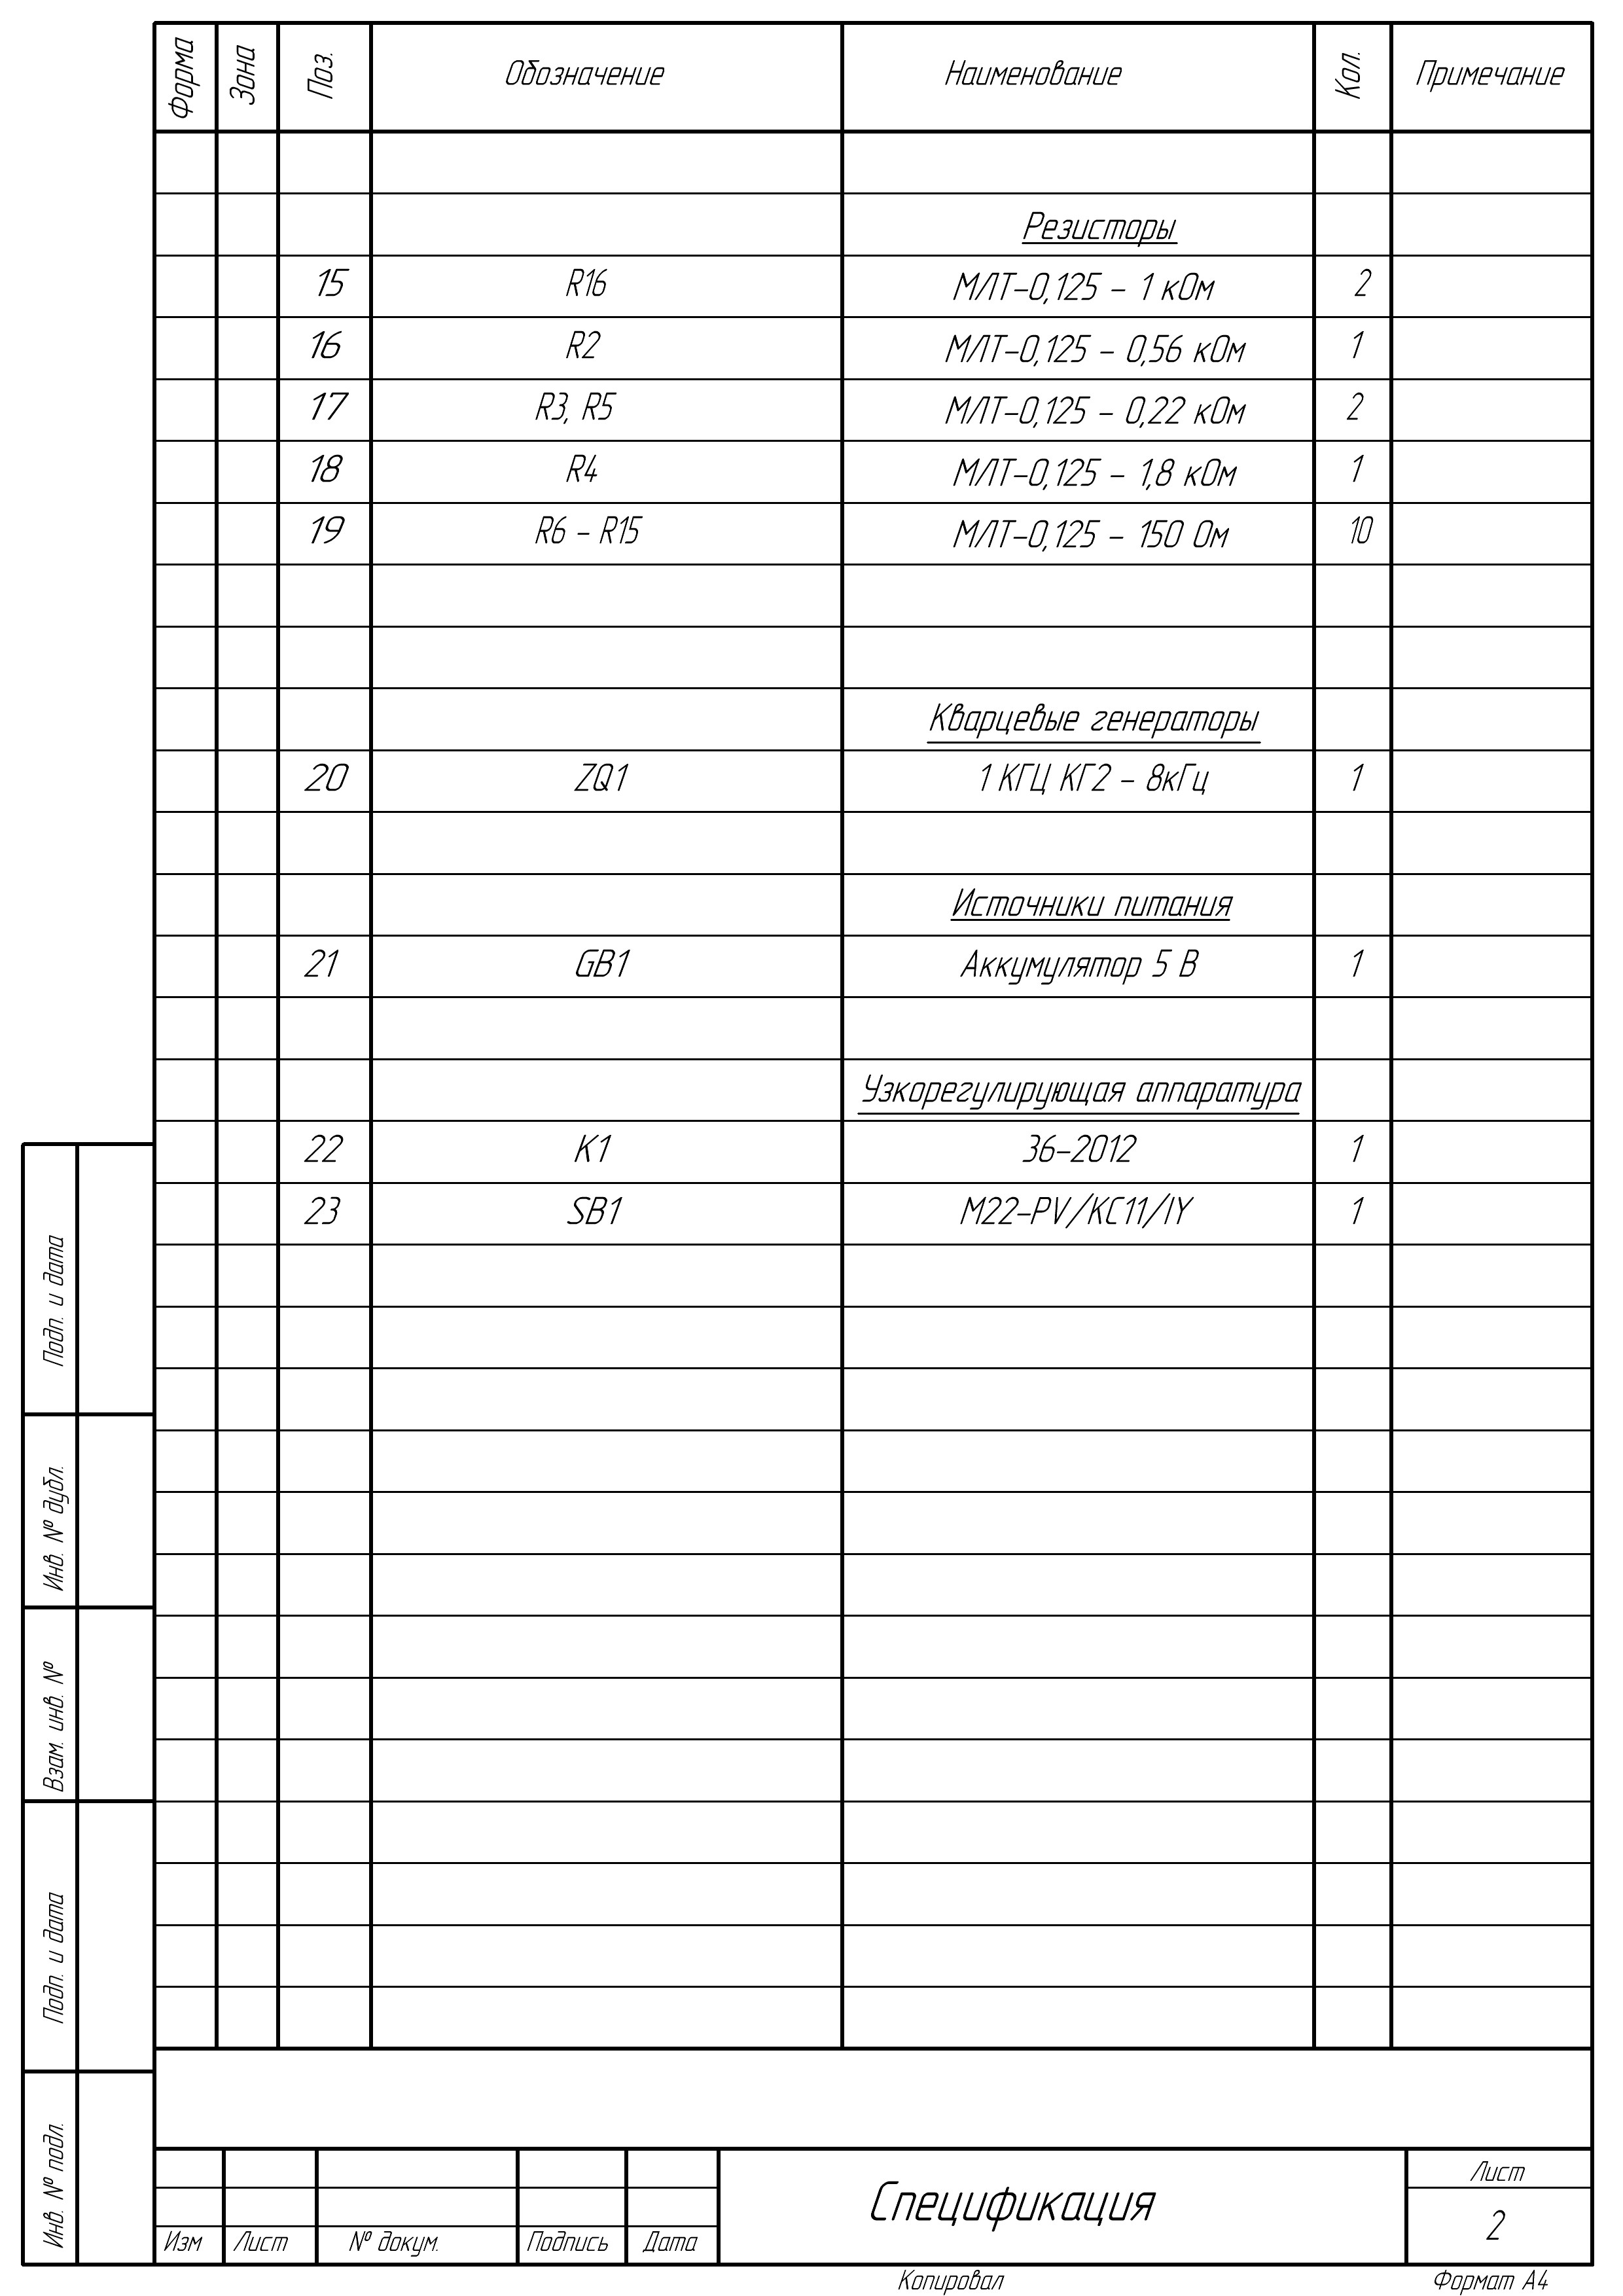 Форма Зона Поз. Обозначение Наименование Кол. Примечание
Резисторы
15 R16 МЛТ-0,125 - 1 кОм 2
16 R2 МЛТ-0,125 - 0,56 кОм 1
17 R3, R5 МЛТ-0,125 - 0,22 кОм 2
18 R4 МЛТ-0,125 - 1,8 кОм 1
19 R6 - R15 МЛТ-0,125 - 150 Ом 10
Кварцевые генераторы
20 ZQ1 1 КГЦ КГ2 - 8кГц 1
Источники питания
21 GB1 Аккумулятор 5 В 1
Узкорегулирующая аппаратура
22 K1 36-2012 1
23 SB1 M22-PV/KC11/IY 1
Подп. и дата
Инв. № дубл.
Взам. инв. №
Подп. и дата
Инв. № подл.
Изм Лист № докум. Подпись Дата
Спецификация
Лист
2
Копировал Формат А4